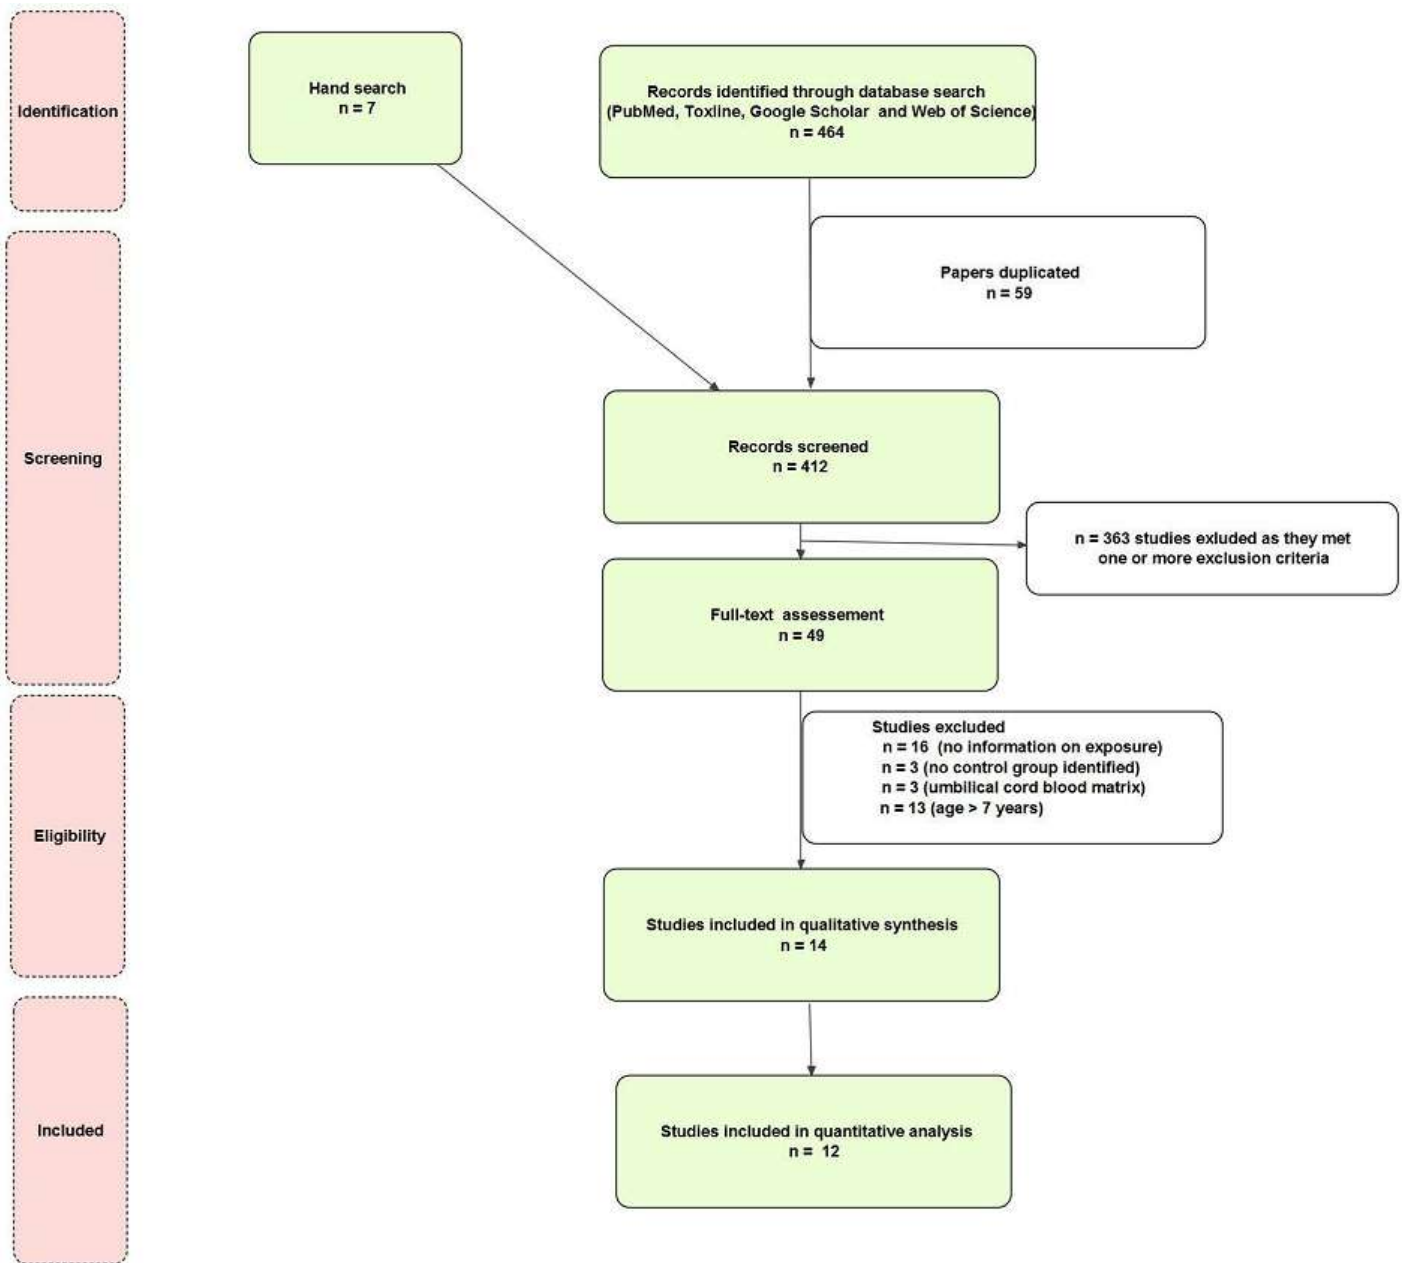 Identification
Hand search
n = 7
Records identified through database search
(PubMed, Toxline, Google Scholar and Web of Science)
n = 464
Papers duplicated
n = 59
Screening
Records screened
n = 412
n = 363 studies exluded as they met
one or more exclusion criteria
Full-text assessement
n = 49
Eligibility
Studies excluded
n = 16 (no information on exposure)
n = 3 (no control group identified)
n = 3 (umbilical cord blood matrix)
n = 13 (age > 7 years)
Studies included in qualitative synthesis
n = 14
Included
Studies included in quantitative analysis
n = 12